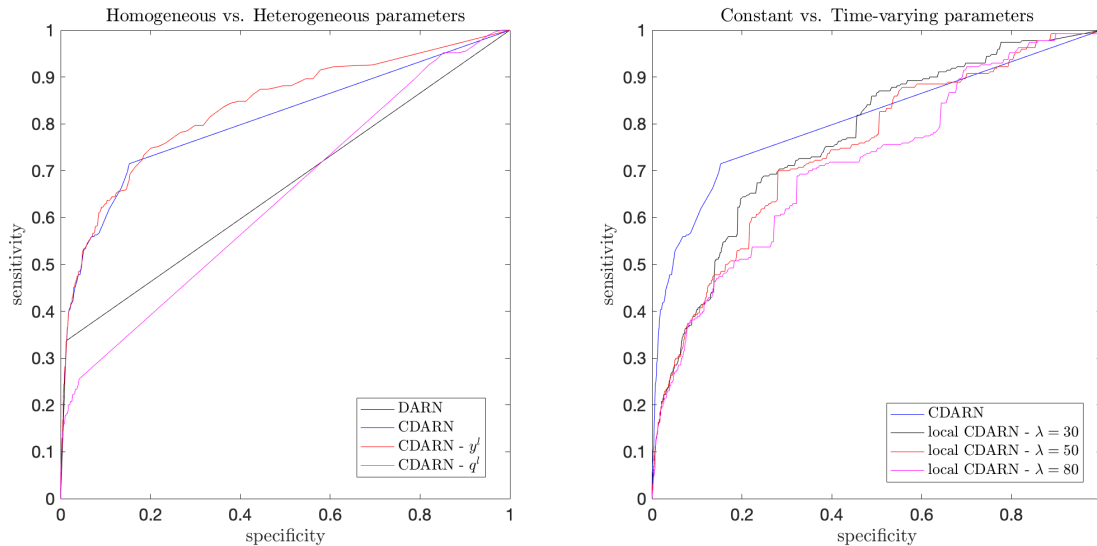 Homogeneous vs. Heterogeneous parameters
1
0.9
0.8
0.7
0.6
0.5
0.4
0.3
0.2
0.1
0
sensitivity
0
0.2
0.4
0.6
0.8
1
specificity
DARN
CDARN
CDARN - y^l
CDARN - q^l
Constant vs. Time-varying parameters
1
0.9
0.8
0.7
0.6
0.5
0.4
0.3
0.2
0.1
0
sensitivity
0
0.2
0.4
0.6
0.8
specificity
CDARN
local CDARN - λ = 30
local CDARN - λ = 50
local CDARN - λ = 80